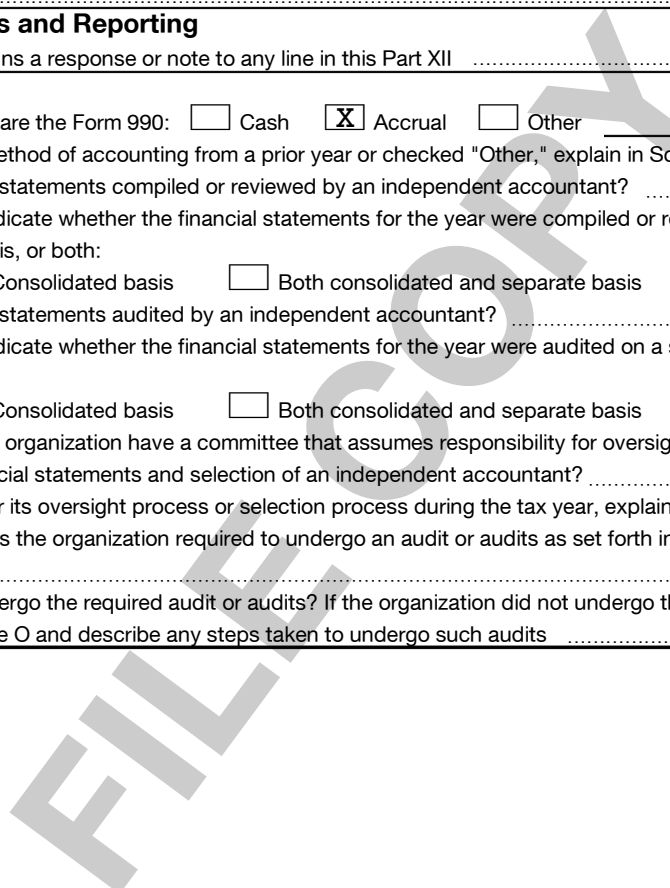 s and Reporting
ns a response or note to any line in this Part XII
are the Form 990: Cash X Accrual Other
ethod of accounting from a prior year or checked "Other," explain in Sc
statements compiled or reviewed by an independent accountant?
dicate whether the financial statements for the year were compiled or re
is, or both:
Consolidated basis Both consolidated and separate basis
statements audited by an independent accountant?
dicate whether the financial statements for the year were audited on a s
Consolidated basis Both consolidated and separate basis
organization have a committee that assumes responsibility for oversig
cial statements and selection of an independent accountant?
r its oversight process or selection process during the tax year, explain
s the organization required to undergo an audit or audits as set forth in
ergo the required audit or audits? If the organization did not undergo th
e O and describe any steps taken to undergo such audits
FILE COPY